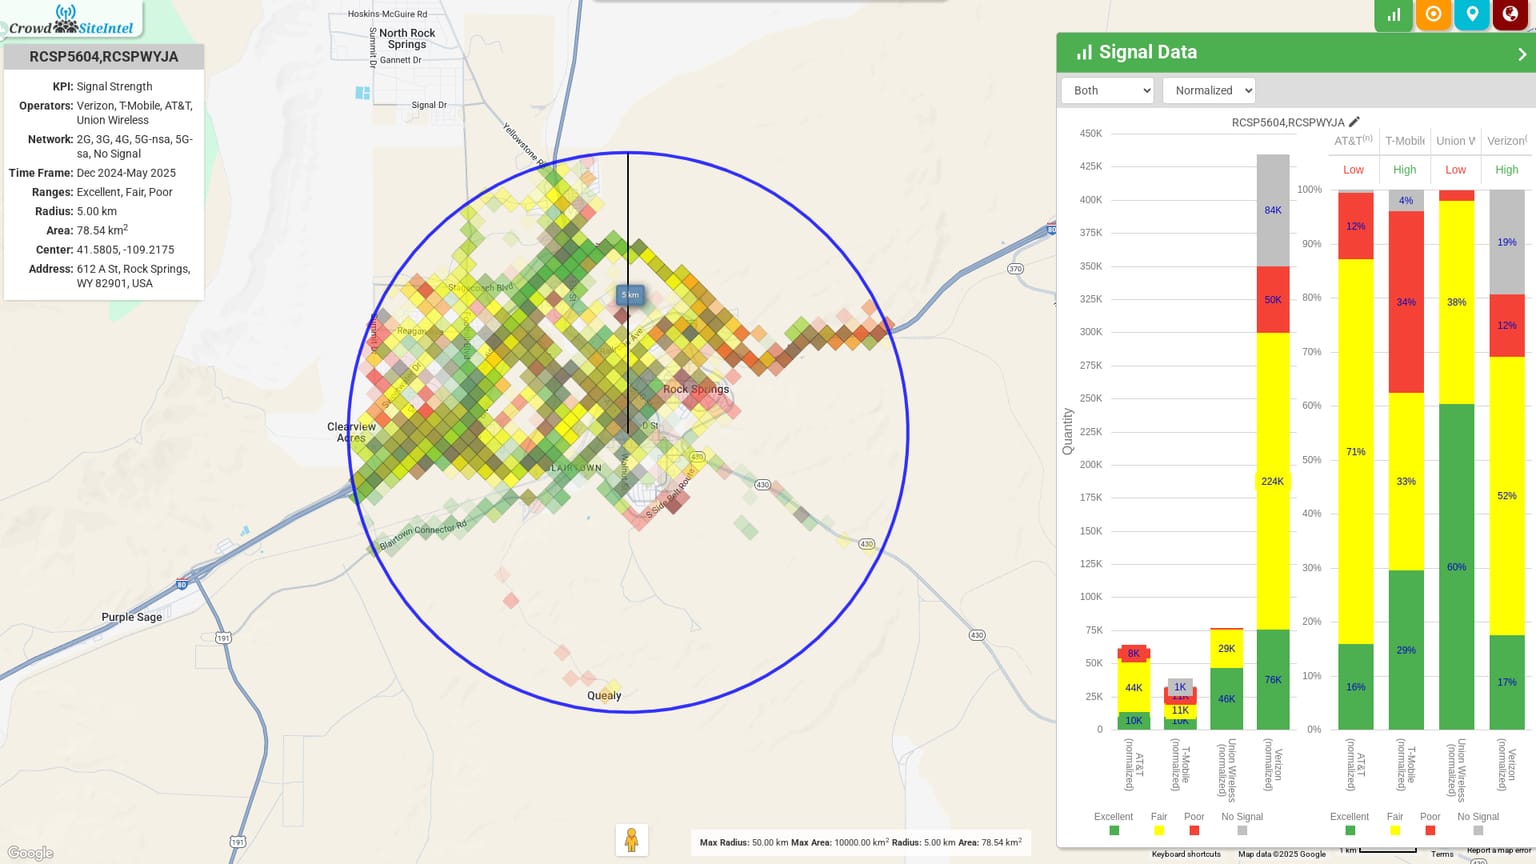 Crowd SiteIntel
RCSP5604,RCSPWYJA
KPI: Signal Strength
Operators: Verizon, T-Mobile, AT&T,
Union Wireless
Network: 2G, 3G, 4G, 5G-nsa, 5G-
sa, No Signal
Time Frame: Dec 2024-May 2025
Ranges: Excellent, Fair, Poor
Radius: 5.00 km
Area: 78.54 km2
Center: 41.5805, -109.2175
Address: 612 A St, Rock Springs,
WY 82901, USA
Hoskins-McGuire Rd
North Rock
Springs
Summit Dr
Gannett Dr
Signal Dr
Yellowstone R
Stagecoach Blvd
Reagan Ave
5 km
Rock Springs
Clearview
Acres
D St
BLAIRTOWN
S Side Belt Route
Blairtown Connector Rd
Purple Sage
Quealy
80
80
370
430
430
430
430
191
191
Google
Max Radius: 50.00 km Max Area: 10000.00 km2 Radius: 5.00 km Area: 78.54 km2
Signal Data
Both
Normalized
RCSP5604,RCSPWYJA
Quantity
450K
425K
400K
375K
350K
325K
300K
275K
250K
225K
200K
175K
150K
125K
100K
75K
50K
25K
0
8K
44K
10K
1K
11K
11K
10K
29K
46K
84K
50K
224K
76K
AT&T
(normalized)
T-Mobile
(normalized)
Union Wireless
(normalized)
Verizon
(normalized)
Excellent
Fair
Poor
No Signal
AT&T(n)
T-Mobile
Union W
Verizon(
Low
High
Low
High
100%
90%
80%
70%
60%
50%
40%
30%
20%
10%
0%
12%
71%
16%
4%
34%
33%
29%
38%
60%
19%
12%
52%
17%
AT&T
(normalized)
T-Mobile
(normalized)
Union Wireless
(normalized)
Verizon
(normalized)
Excellent
Fair
Poor
No Signal
Keyboard shortcuts
Map data ©2025 Google
1 km
Terms
Report a map error